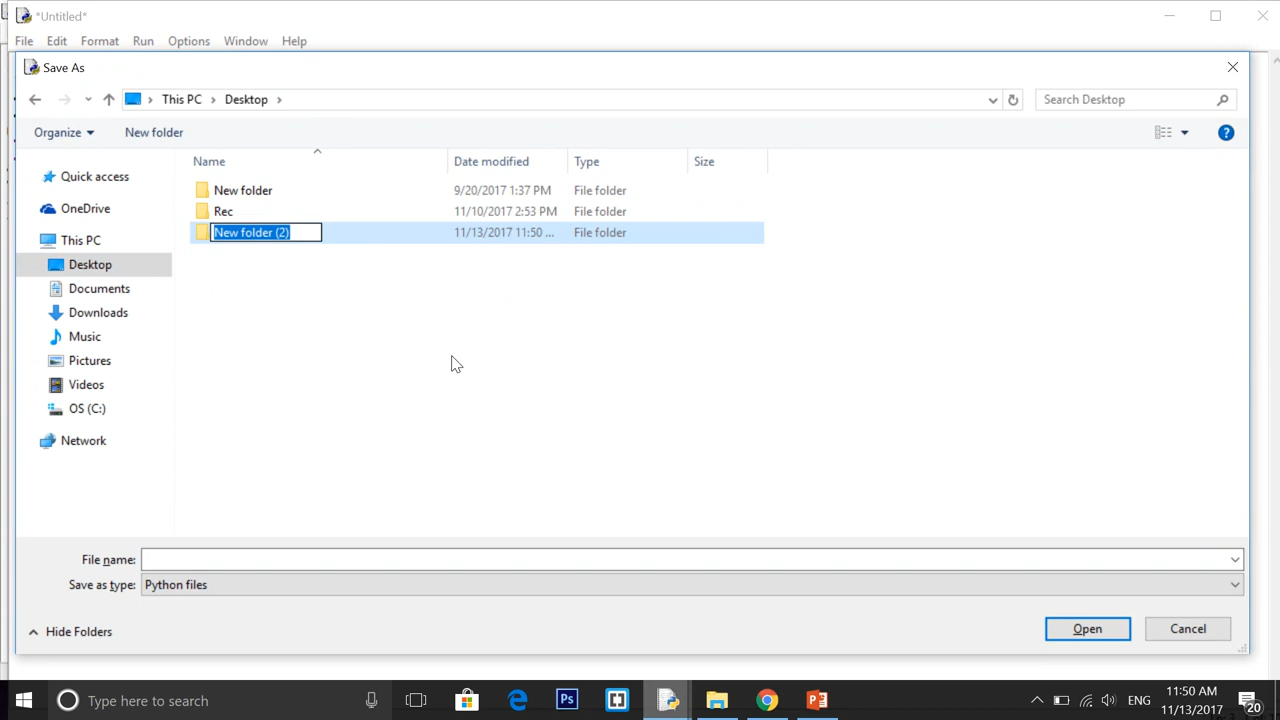 *Untitled*
File Edit Format Run Options Window Help
Save As
This PC Desktop
Search Desktop
Organize New folder
Name Date modified Type Size
Quick access
OneDrive
This PC
Desktop
Documents
Downloads
Music
Pictures
Videos
OS (C:)
Network
New folder 9/20/2017 1:37 PM File folder
Rec 11/10/2017 2:53 PM File folder
New folder (2) 11/13/2017 11:50 ... File folder
File name:
Save as type: Python files
Hide Folders
Open Cancel
Type here to search
Ps
ENG
11:50 AM
11/13/2017
20